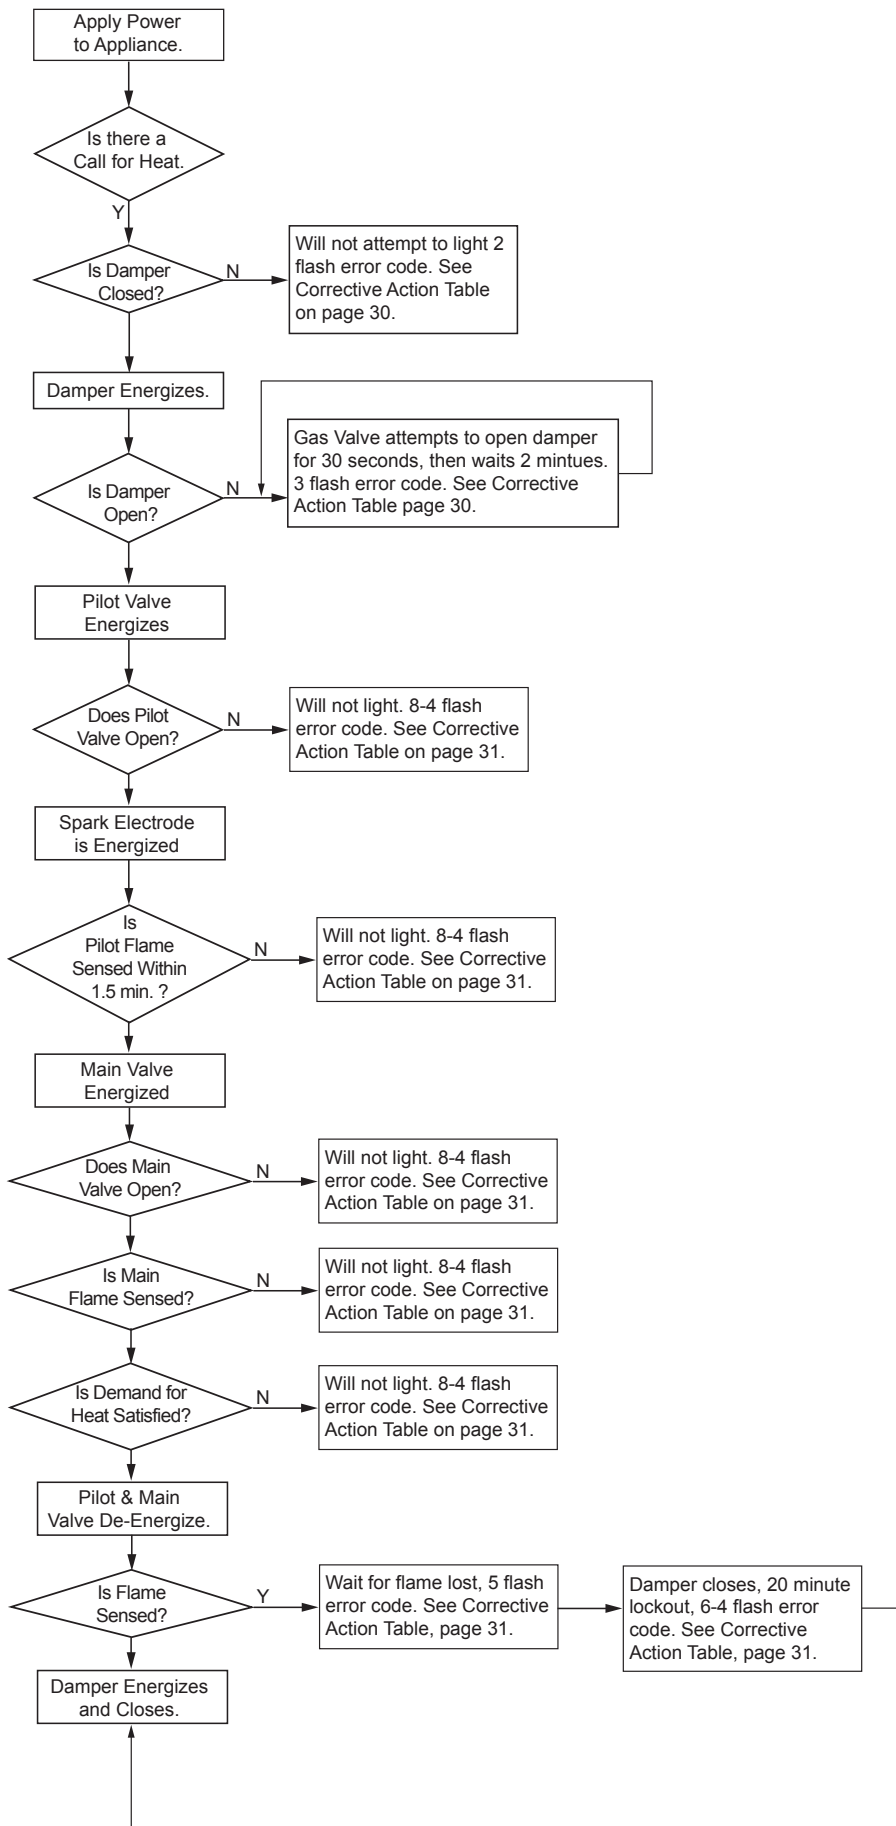 Apply Power
to Appliance.
Is there a
Call for Heat.
Y
Is Damper
Closed?
N
Will not attempt to light 2
flash error code. See
Corrective Action Table
on page 30.
Damper Energizes.
Is Damper
Open?
N
Gas Valve attempts to open damper
for 30 seconds, then waits 2 mintues.
3 flash error code. See Corrective
Action Table page 30.
Pilot Valve
Energizes
Does Pilot
Valve Open?
N
Will not light. 8-4 flash
error code. See Corrective
Action Table on page 31.
Spark Electrode
is Energized
Is
Pilot Flame
Sensed Within
1.5 min. ?
N
Will not light. 8-4 flash
error code. See Corrective
Action Table on page 31.
Main Valve
Energized
Does Main
Valve Open?
N
Will not light. 8-4 flash
error code. See Corrective
Action Table on page 31.
Is Main
Flame Sensed?
N
Will not light. 8-4 flash
error code. See Corrective
Action Table on page 31.
Is Demand for
Heat Satisfied?
N
Will not light. 8-4 flash
error code. See Corrective
Action Table on page 31.
Pilot & Main
Valve De-Energize.
Is Flame
Sensed?
Y
Wait for flame lost, 5 flash
error code. See Corrective
Action Table, page 31.
Damper closes, 20 minute
lockout, 6-4 flash error
code. See Corrective
Action Table, page 31.
Damper Energizes
and Closes.